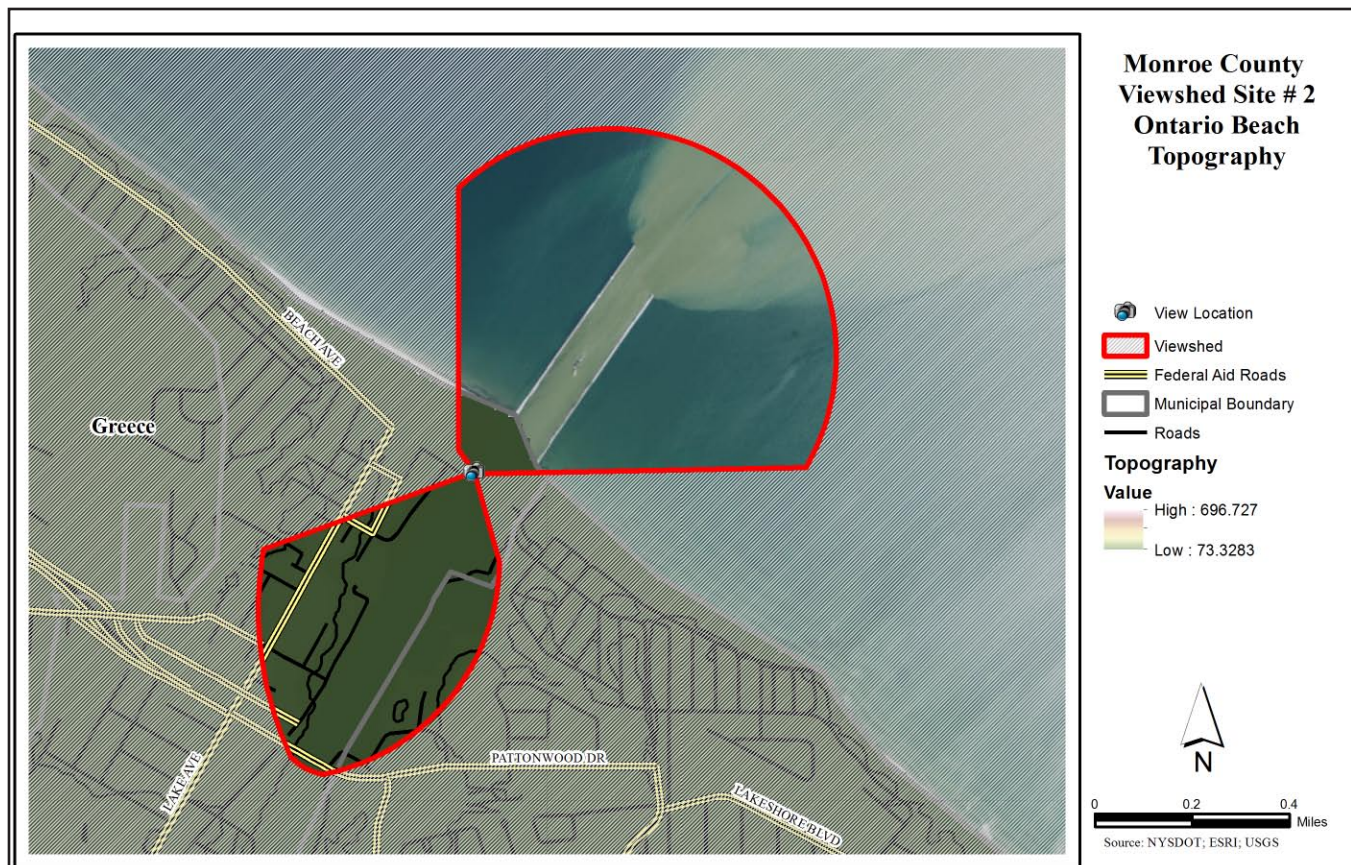 Monroe County
Viewshed Site # 2
Ontario Beach
Topography
BEACH AVE
Greece
LAKE AVE
PATTONWOOD DR
LAKESHORE BLVD
View Location
Viewshed
Federal Aid Roads
Municipal Boundary
Roads
Topography
Value
High : 696.727
Low : 73.3283
N
0 0.2 0.4
Miles
Source: NYSDOT; ESRI; USGS